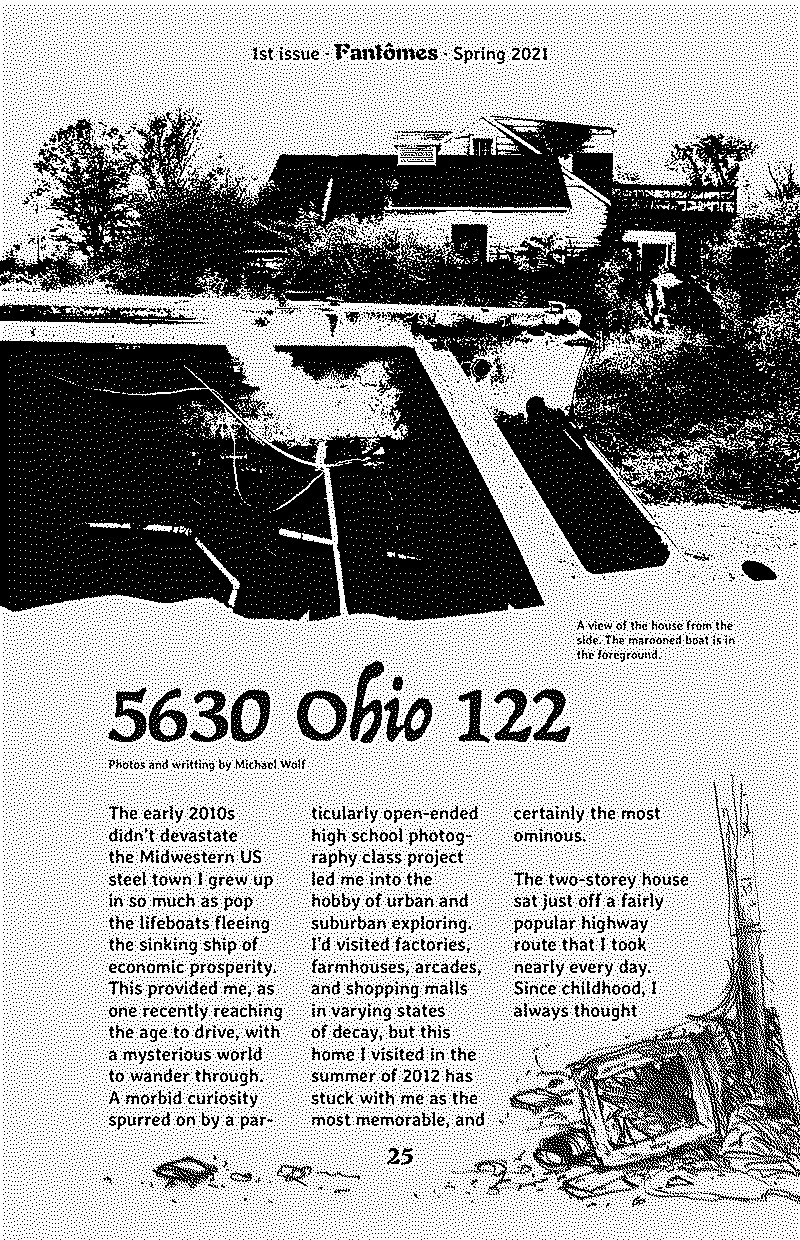 1st issue · Fantômes · Spring 2021
A view of the house from the
side. The marooned boat is in
the foreground.
5630 Ohio 122
Photos and writting by Michael Wolf
The early 2010s
didn't devastate
the Midwestern US
steel town I grew up
in so much as pop
the lifeboats fleeing
the sinking ship of
economic prosperity.
This provided me, as
one recently reaching
the age to drive, with
a mysterious world
to wander through.
A morbid curiosity
spurred on by a par-
ticularly open-ended
high school photog-
raphy class project
led me into the
hobby of urban and
suburban exploring.
I'd visited factories,
farmhouses, arcades,
and shopping malls
in varying states
of decay, but this
home I visited in the
summer of 2012 has
stuck with me as the
most memorable, and
certainly the most
ominous.
The two-storey house
sat just off a fairly
popular highway
route that I took
nearly every day.
Since childhood, I
always thought
25